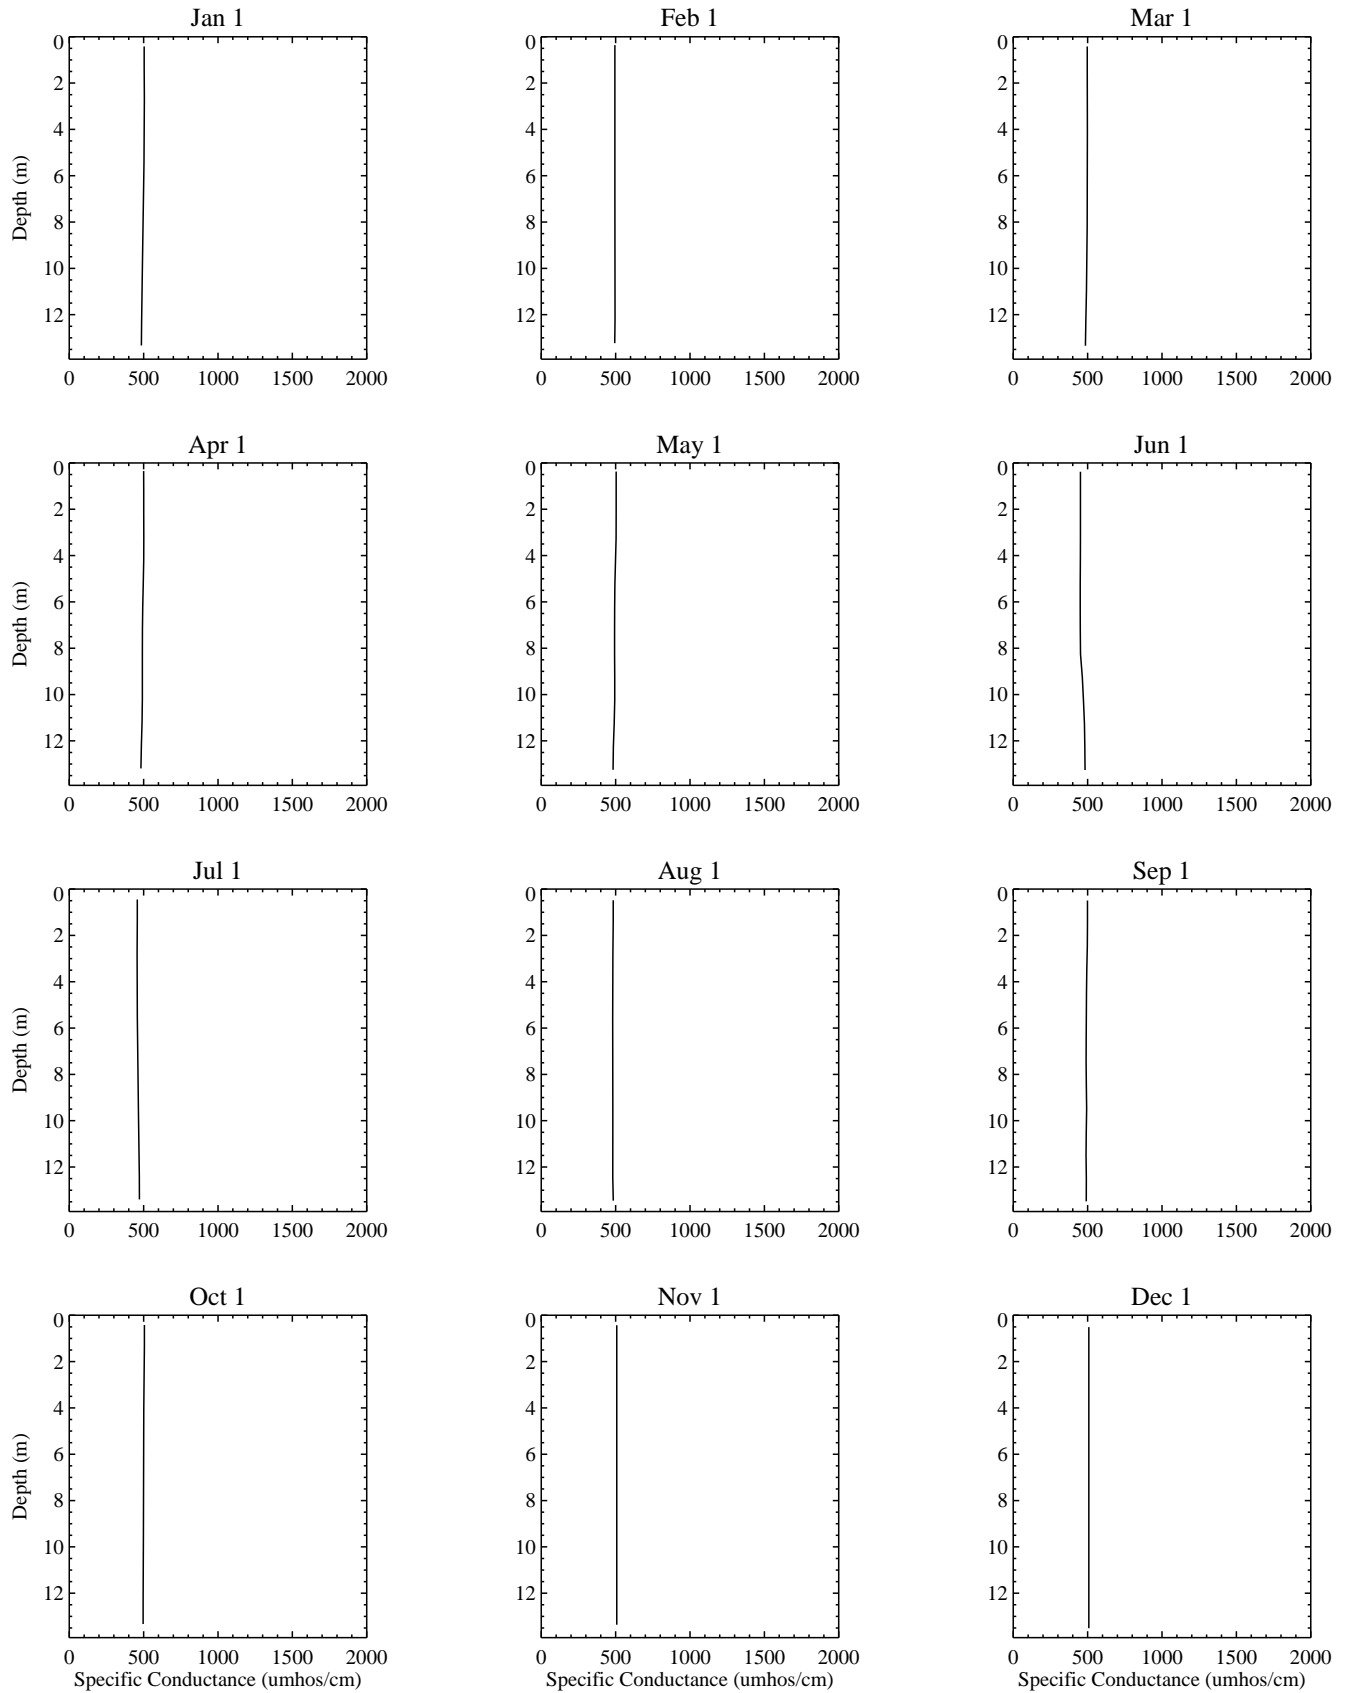 Jan 1 Feb 1 Mar 1
0 0 0
2 2 2
4 4 4
Depth (m)
6 6 6
8 8 8
10 10 10
12 12 12
0 500 1000 1500 2000 0 500 1000 1500 2000 0 500 1000 1500 2000
Apr 1 May 1 Jun 1
0 0 0
2 2 2
4 4 4
Depth (m)
6 6 6
8 8 8
10 10 10
12 12 12
0 500 1000 1500 2000 0 500 1000 1500 2000 0 500 1000 1500 2000
Jul 1 Aug 1 Sep 1
0 0 0
2 2 2
4 4 4
Depth (m)
6 6 6
8 8 8
10 10 10
12 12 12
0 500 1000 1500 2000 0 500 1000 1500 2000 0 500 1000 1500 2000
Oct 1 Nov 1 Dec 1
0 0 0
2 2 2
4 4 4
Depth (m)
6 6 6
8 8 8
10 10 10
12 12 12
0 500 1000 1500 2000 0 500 1000 1500 2000 0 500 1000 1500 2000
Specific Conductance (umhos/cm) Specific Conductance (umhos/cm) Specific Conductance (umhos/cm)